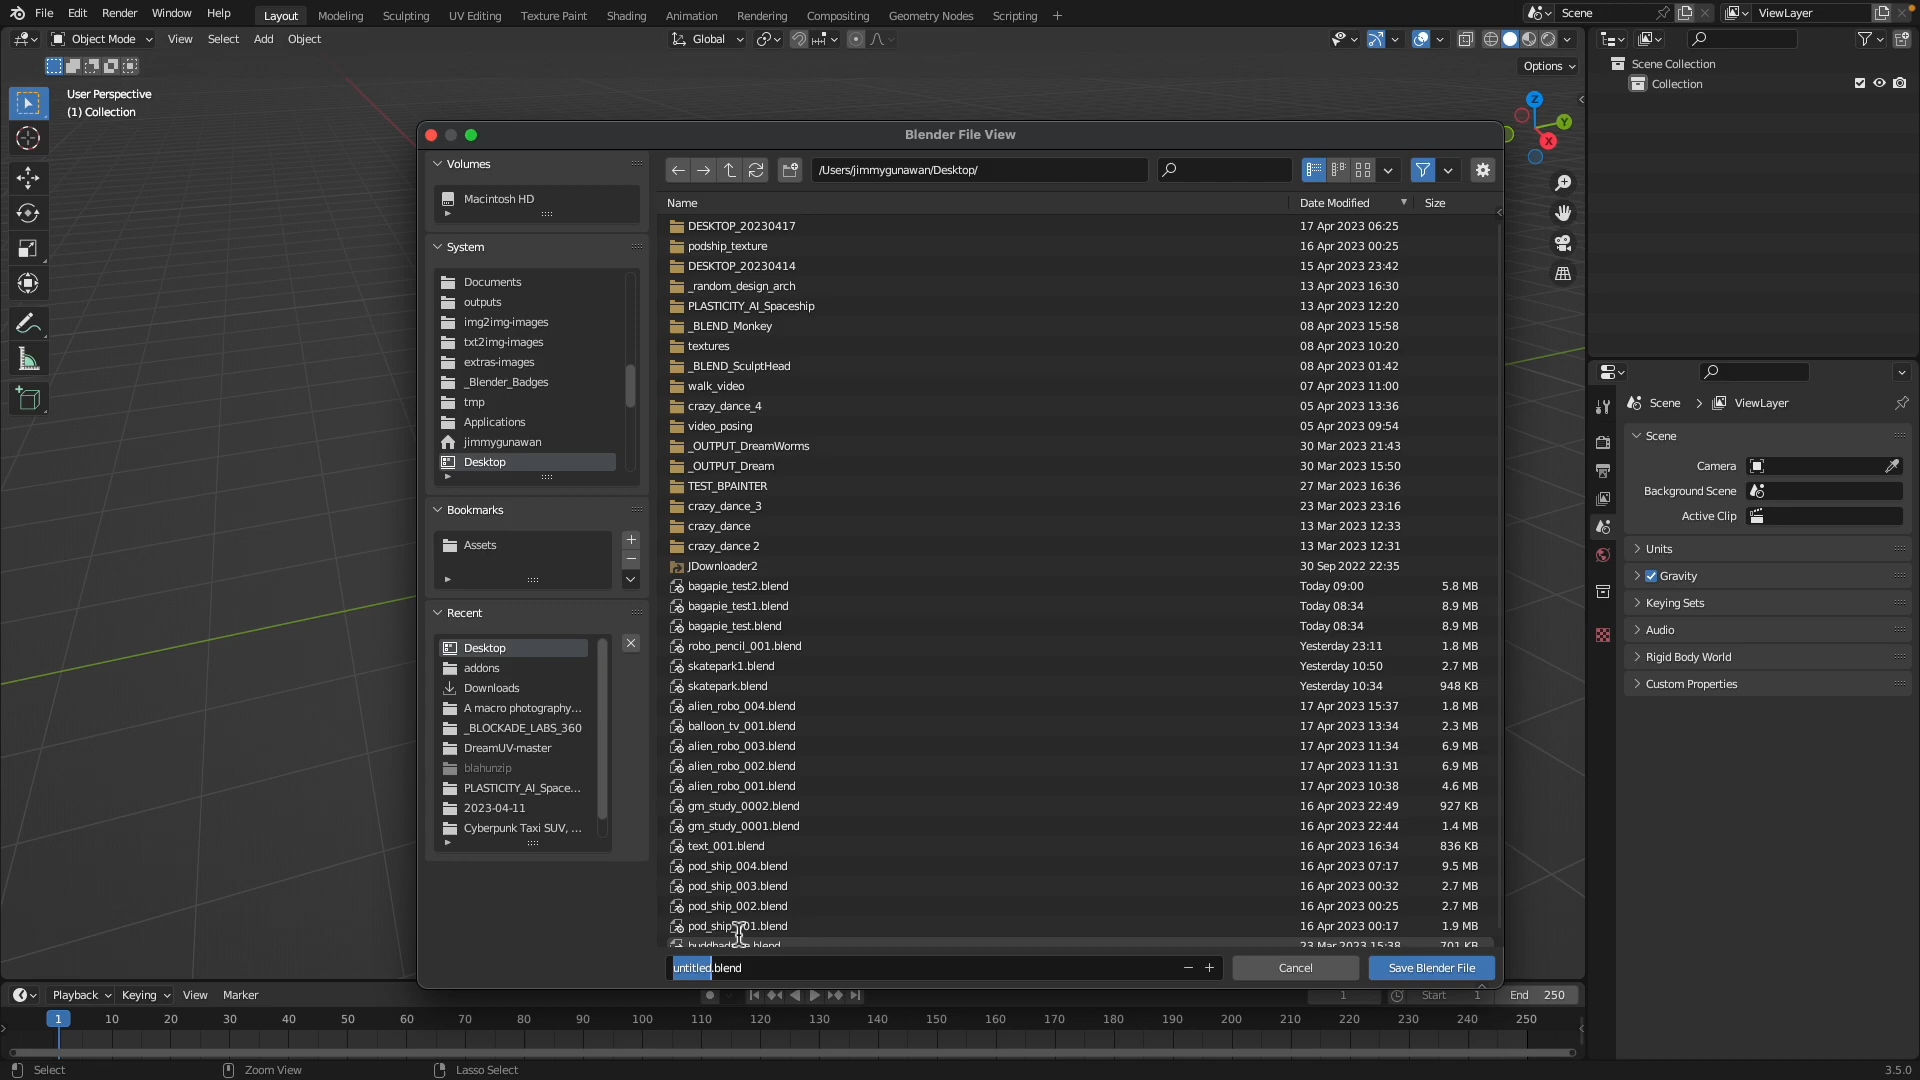 File Edit Render Window Help Layout Modeling Sculpting UV Editing Texture Paint Shading Animation Rendering Compositing Geometry Nodes Scripting + Scene ViewLayer
Object Mode View Select Add Object Global
Options
User Perspective
(1) Collection
Z
Y
X
Scene Collection
Collection
Blender File View
Volumes
Macintosh HD
System
Documents
outputs
img2img-images
txt2img-images
extras-images
_Blender_Badges
tmp
Applications
jimmygunawan
Desktop
Bookmarks
Assets
Recent
Desktop
addons
Downloads
A macro photography...
_BLOCKADE_LABS_360
DreamUV-master
blahunzip
PLASTICITY_AI_Space...
2023-04-11
Cyberpunk Taxi SUV, ...
/Users/jimmygunawan/Desktop/
Name Date Modified Size
DESKTOP_20230417 17 Apr 2023 06:25
podship_texture 16 Apr 2023 00:25
DESKTOP_20230414 15 Apr 2023 23:42
_random_design_arch 13 Apr 2023 16:30
PLASTICITY_AI_Spaceship 13 Apr 2023 12:20
_BLEND_Monkey 08 Apr 2023 15:58
textures 08 Apr 2023 10:20
_BLEND_SculptHead 08 Apr 2023 01:42
walk_video 07 Apr 2023 11:00
crazy_dance_4 05 Apr 2023 13:36
video_posing 05 Apr 2023 09:54
_OUTPUT_DreamWorms 30 Mar 2023 21:43
_OUTPUT_Dream 30 Mar 2023 15:50
TEST_BPAINTER 27 Mar 2023 16:36
crazy_dance_3 23 Mar 2023 23:16
crazy_dance 13 Mar 2023 12:33
crazy_dance 2 13 Mar 2023 12:31
JDownloader2 30 Sep 2022 22:35
bagapie_test2.blend Today 09:00 5.8 MB
bagapie_test1.blend Today 08:34 8.9 MB
bagapie_test.blend Today 08:34 8.9 MB
robo_pencil_001.blend Yesterday 23:11 1.8 MB
skatepark1.blend Yesterday 10:50 2.7 MB
skatepark.blend Yesterday 10:34 948 KB
alien_robo_004.blend 17 Apr 2023 15:37 1.8 MB
balloon_tv_001.blend 17 Apr 2023 13:34 2.3 MB
alien_robo_003.blend 17 Apr 2023 11:34 6.9 MB
alien_robo_002.blend 17 Apr 2023 11:31 6.9 MB
alien_robo_001.blend 17 Apr 2023 10:38 4.6 MB
gm_study_0002.blend 16 Apr 2023 22:49 927 KB
gm_study_0001.blend 16 Apr 2023 22:44 1.4 MB
text_001.blend 16 Apr 2023 16:34 836 KB
pod_ship_004.blend 16 Apr 2023 07:17 9.5 MB
pod_ship_003.blend 16 Apr 2023 00:32 2.7 MB
pod_ship_002.blend 16 Apr 2023 00:25 2.7 MB
pod_ship_001.blend 16 Apr 2023 00:17 1.9 MB
23 Mar 2023 15:38 701 KB
untitled.blend Cancel Save Blender File
Scene ViewLayer
Scene
Camera
Background Scene
Active Clip
Units
Gravity
Keying Sets
Audio
Rigid Body World
Custom Properties
Playback Keying View Marker 1 Start 1 End 250
1 10 20 30 40 50 60 70 80 90 100 110 120 130 140 150 160 170 180 190 200 210 220 230 240 250
Select Zoom View Lasso Select 3.5.0